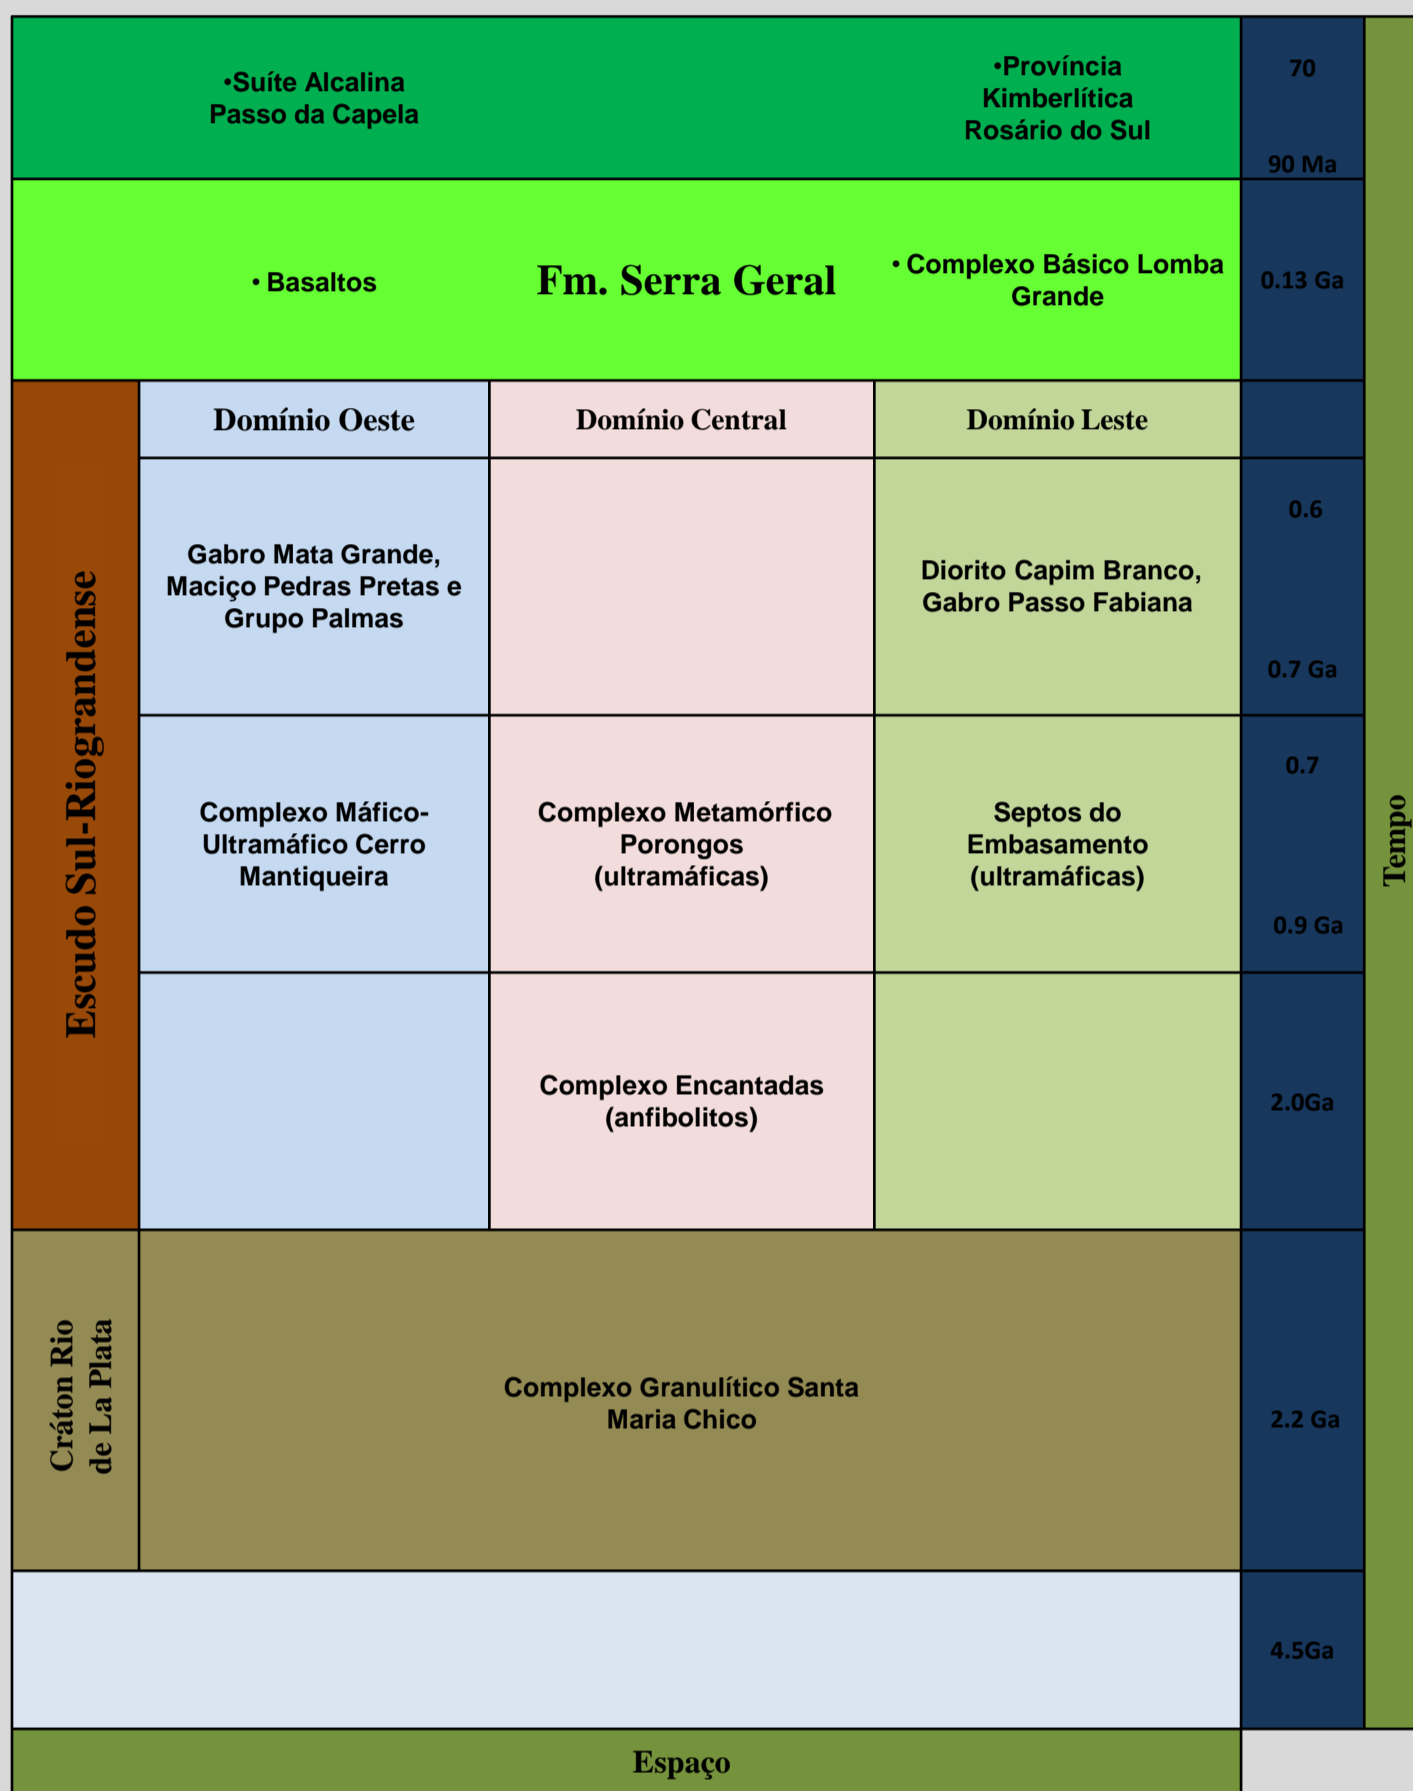 •Suíte Alcalina
Passo da Capela
•Província
Kimberlítica
Rosário do Sul
70
90 Ma
• Basaltos
Fm. Serra Geral
• Complexo Básico Lomba
Grande
0.13 Ga
Domínio Oeste
Domínio Central
Domínio Leste
Escudo Sul-Riograndense
Gabro Mata Grande,
Maciço Pedras Pretas e
Grupo Palmas
Diorito Capim Branco,
Gabro Passo Fabiana
0.6
0.7 Ga
Complexo Máfico-
Ultramáfico Cerro
Mantiqueira
Complexo Metamórfico
Porongos
(ultramáficas)
Septos do
Embasamento
(ultramáficas)
0.7
0.9 Ga
Tempo
Complexo Encantadas
(anfibolitos)
2.0Ga
Cráton Rio
de La Plata
Complexo Granulítico Santa
Maria Chico
2.2 Ga
4.5Ga
Espaço